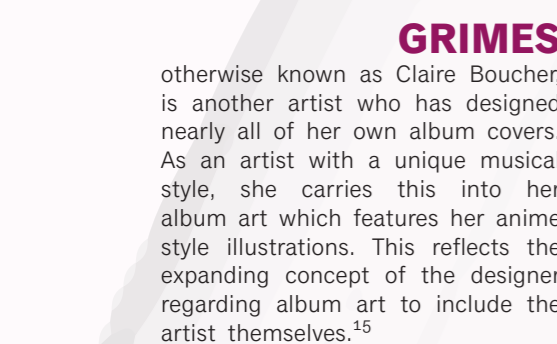 GRIMES
otherwise known as Claire Boucher,
is another artist who has designed
nearly all of her own album covers.
As an artist with a unique musical
style, she carries this into her
album art which features her anime
style illustrations. This reflects the
expanding concept of the designer
regarding album art to include the
artist themselves.¹⁵